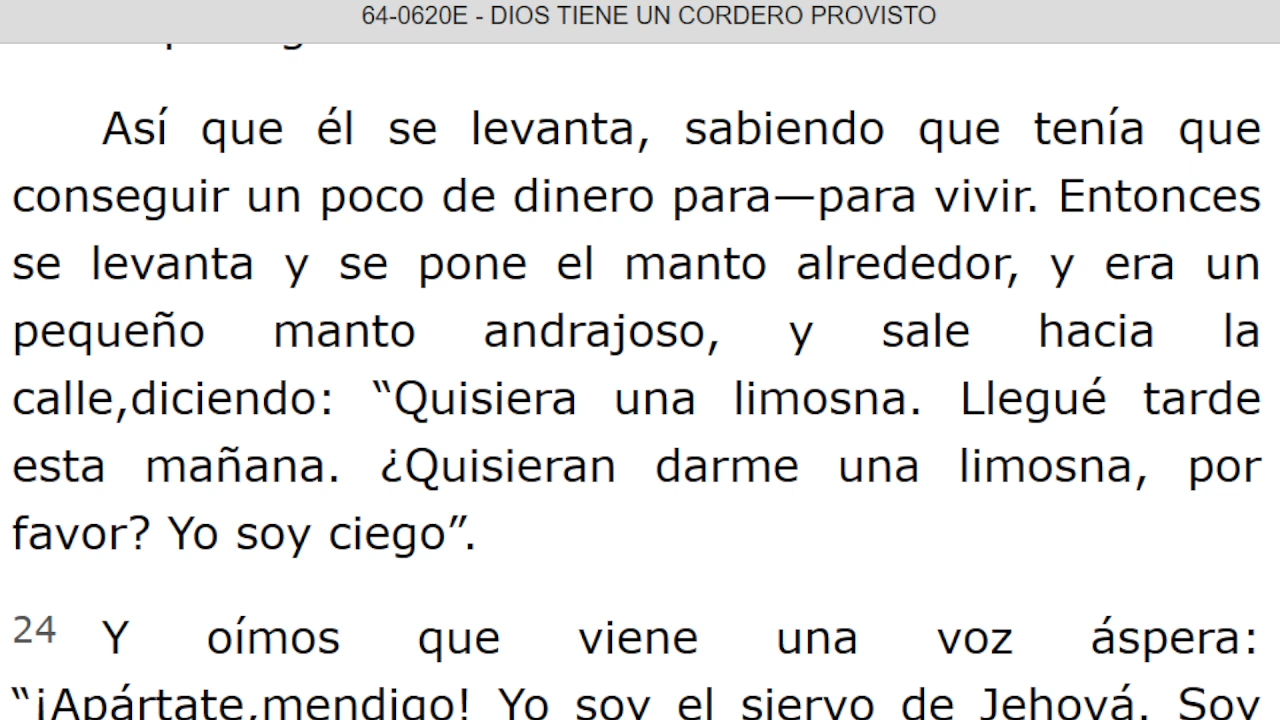 64-0620E - DIOS TIENE UN CORDERO PROVISTO
Así que él se levanta, sabiendo que tenía que
conseguir un poco de dinero para—para vivir. Entonces
se levanta y se pone el manto alrededor, y era un
pequeño manto andrajoso, y sale hacia la
calle,diciendo: “Quisiera una limosna. Llegué tarde
esta mañana. ¿Quisieran darme una limosna, por
favor? Yo soy ciego”.
24 Y oímos que viene una voz áspera:
“¡Apártate,mendigo! Yo soy el siervo de Jehová. Soy